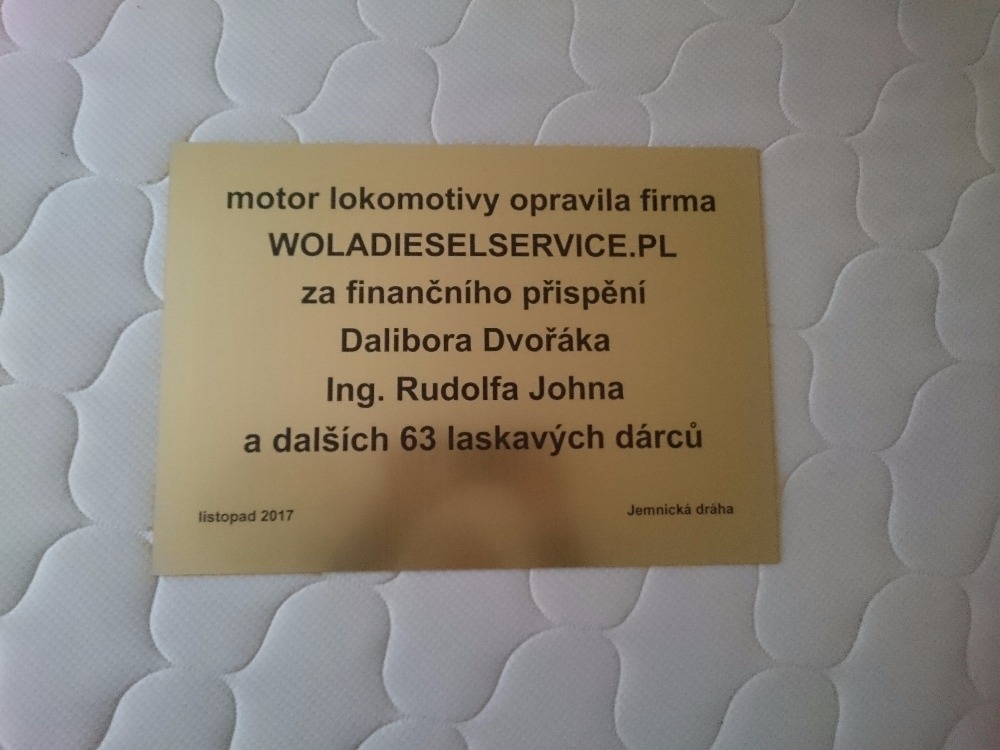 motor lokomotivy opravila firma
WOLADIESELSERVICE.PL
za finančního přispění
Dalibora Dvořáka
Ing. Rudolfa Johna
a dalších 63 laskavých dárců
listopad 2017
Jemnická dráha